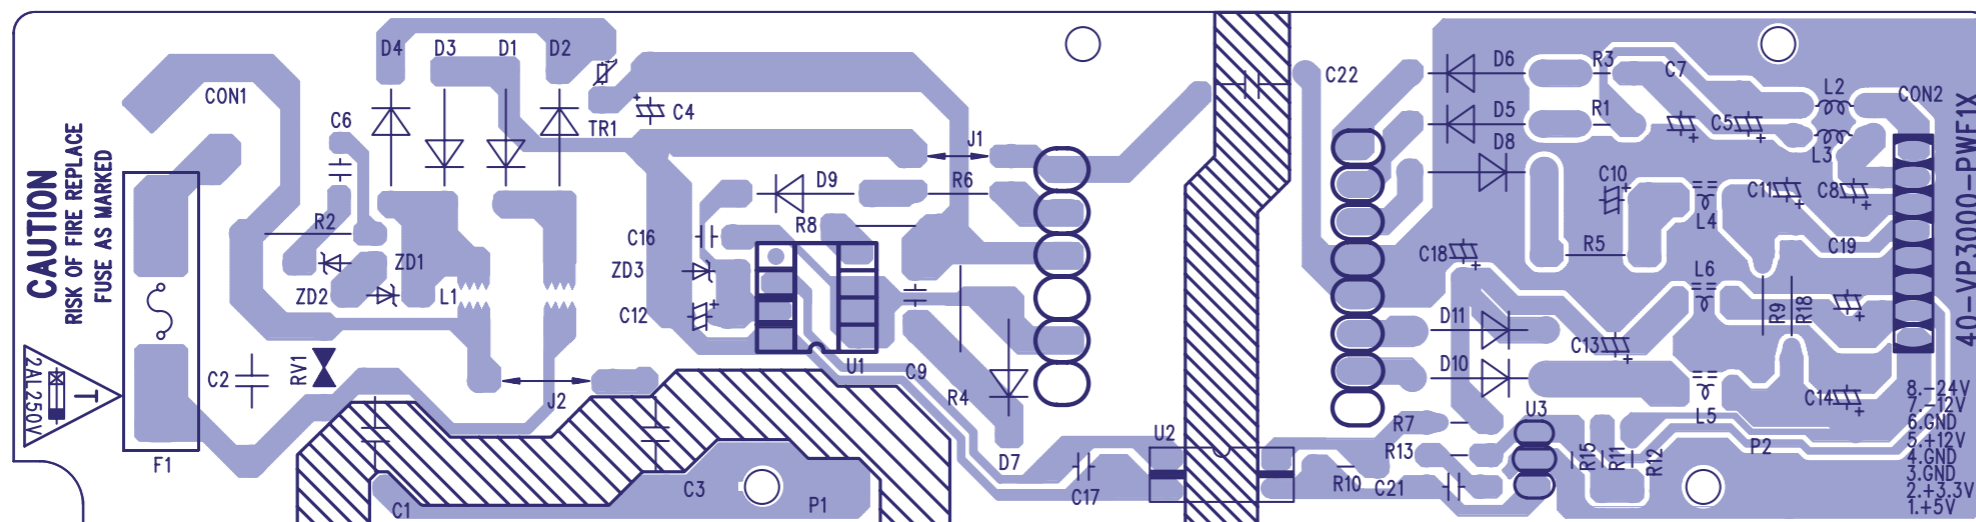 CAUTION
RISK OF FIRE REPLACE
FUSE AS MARKED
2AL250V
T
F1
CON1
C6
R2
ZD1
ZD2
L1
C2
RV1
D4
D3
D1
D2
TR1
C4
J2
C1
C3
P1
C16
ZD3
C12
D9
R8
R6
J1
U1
C9
R4
D7
C17
U2
C22
D6
D5
D8
R3
R1
C7
C5
L2
L3
CON2
C10
R5
L4
C11
C8
C19
C18
D11
D10
C13
L6
R9
R18
L5
C14
R7
R13
R10
C21
U3
R15
R11
R12
P2
40-VP3000-PWE1X
8.-24V
7.-12V
6.GND
5.+12V
4.GND
3.GND
2.+3.3V
1.+5V